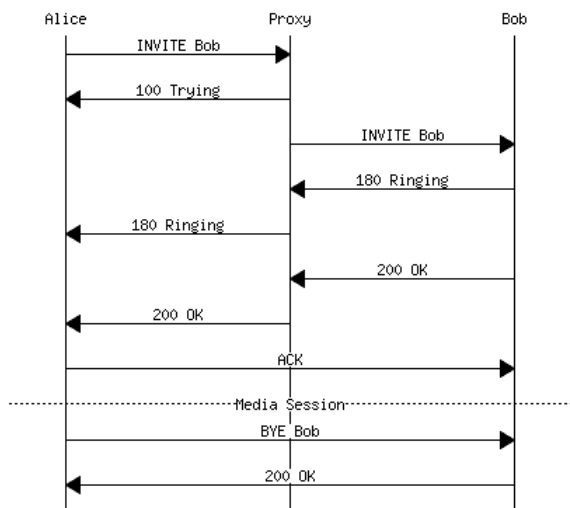 Alice Proxy Bob
INVITE Bob
100 Trying
INVITE Bob
180 Ringing
180 Ringing
200 OK
200 OK
ACK
Media Session
BYE Bob
200 OK